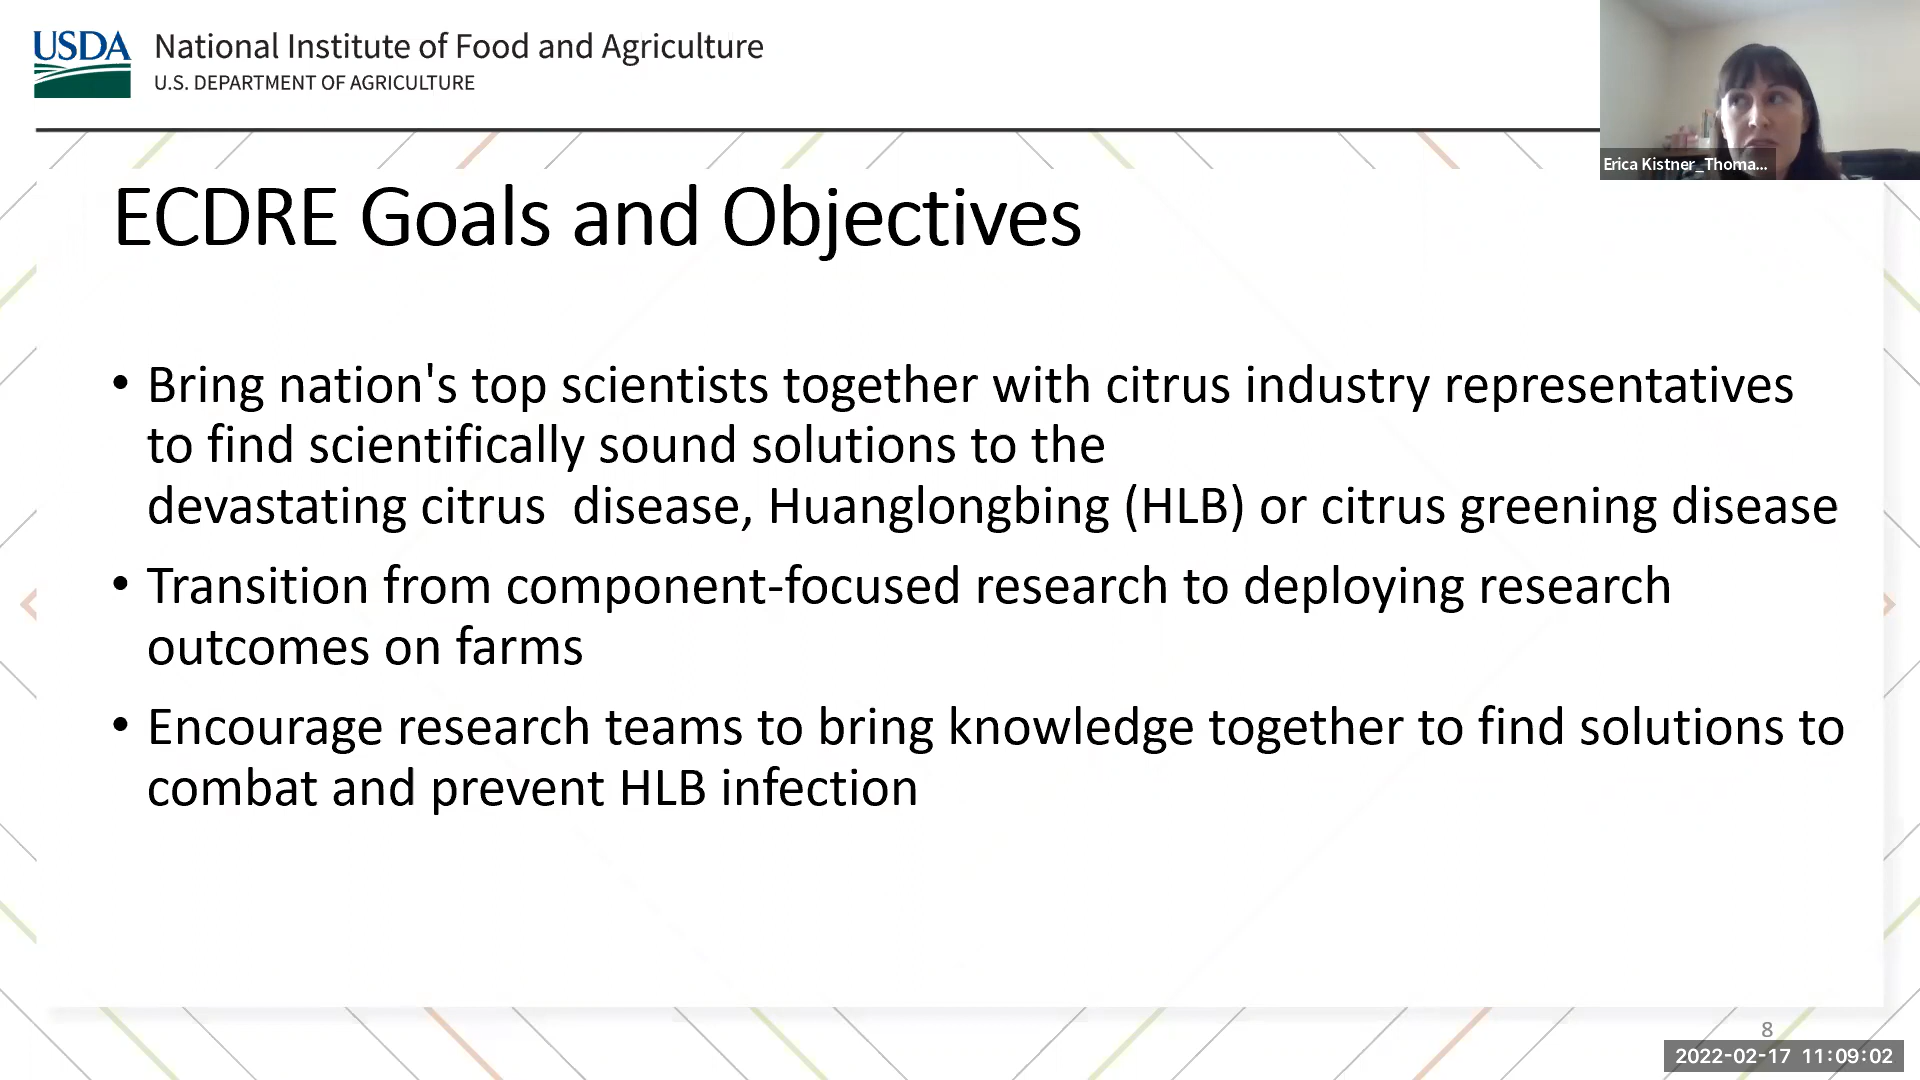 USDA
National Institute of Food and Agriculture
U.S. DEPARTMENT OF AGRICULTURE
Erica Kistner_Thoma...
ECDRE Goals and Objectives
• Bring nation's top scientists together with citrus industry representatives
to find scientifically sound solutions to the
devastating citrus  disease, Huanglongbing (HLB) or citrus greening disease
• Transition from component-focused research to deploying research
outcomes on farms
• Encourage research teams to bring knowledge together to find solutions to
combat and prevent HLB infection
8
2022-02-17 11:09:02